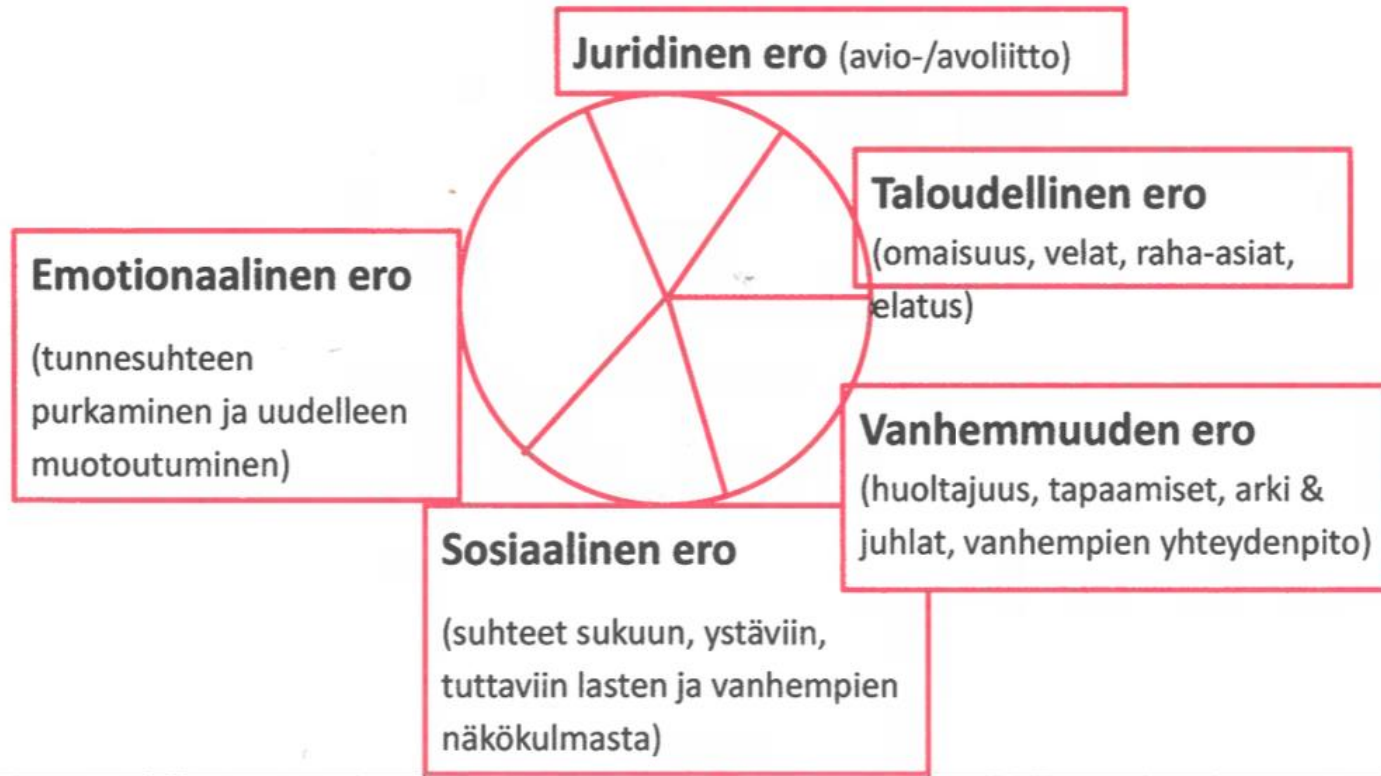 Juridinen ero (avio-/avoliitto)
Taloudellinen ero
(omaisuus, velat, raha-asiat,
elatus)
Emotionaalinen ero
(tunnesuhteen
purkaminen ja uudelleen
muotoutuminen)
Vanhemmuuden ero
(huoltajuus, tapaamiset, arki &
juhlat, vanhempien yhteydenpito)
Sosiaalinen ero
(suhteet sukuun, ystäviin,
tuttaviin lasten ja vanhempien
näkökulmasta)